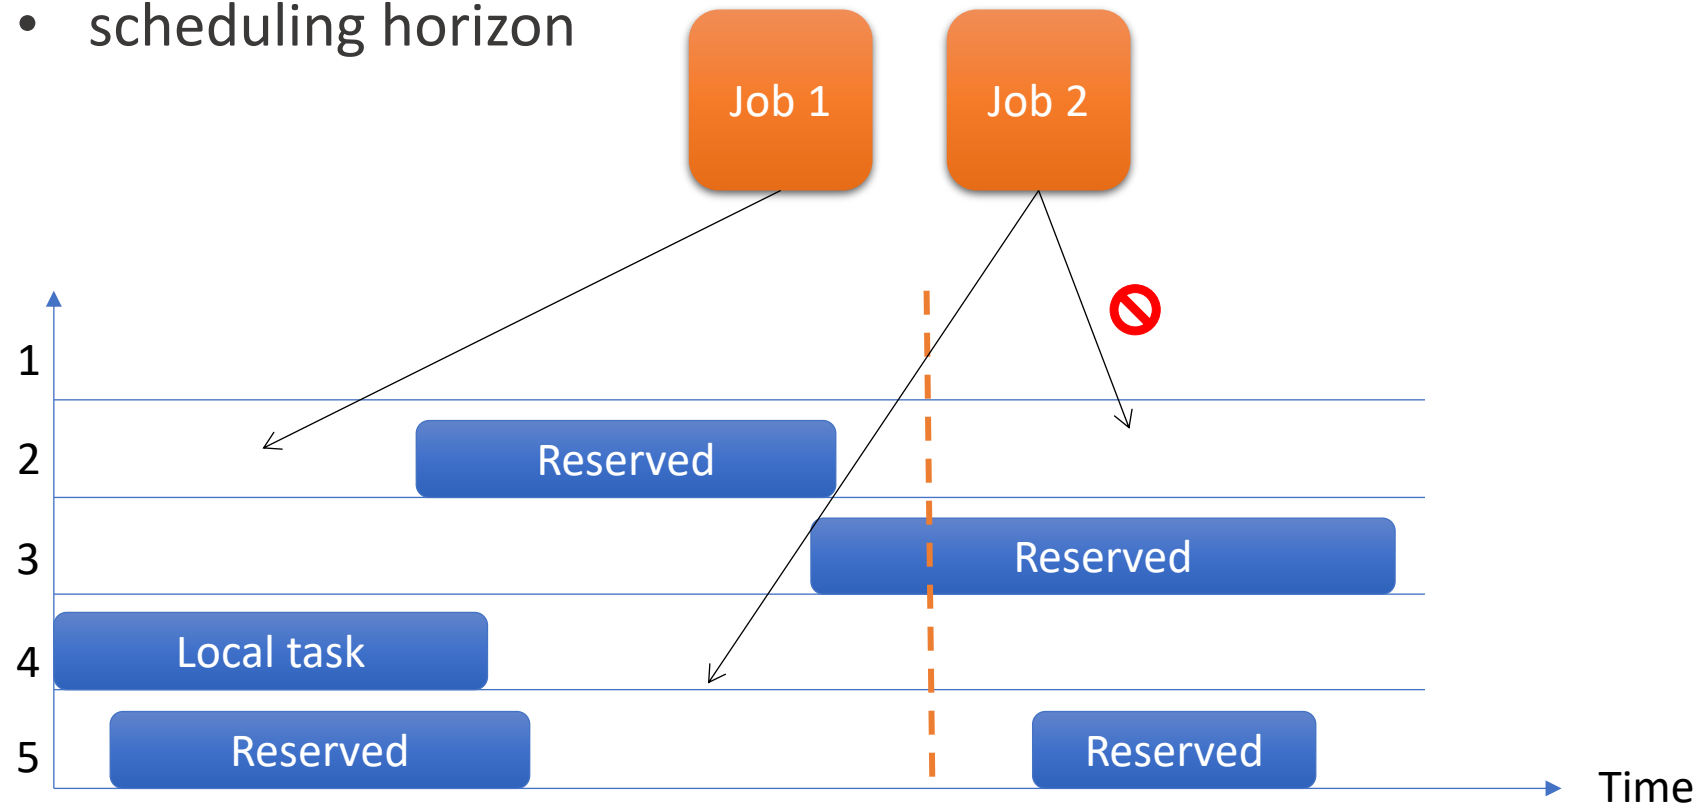 • scheduling horizon
Job 1
Job 2
1
2
Reserved
3
Reserved
4
Local task
5
Reserved
Reserved
Time